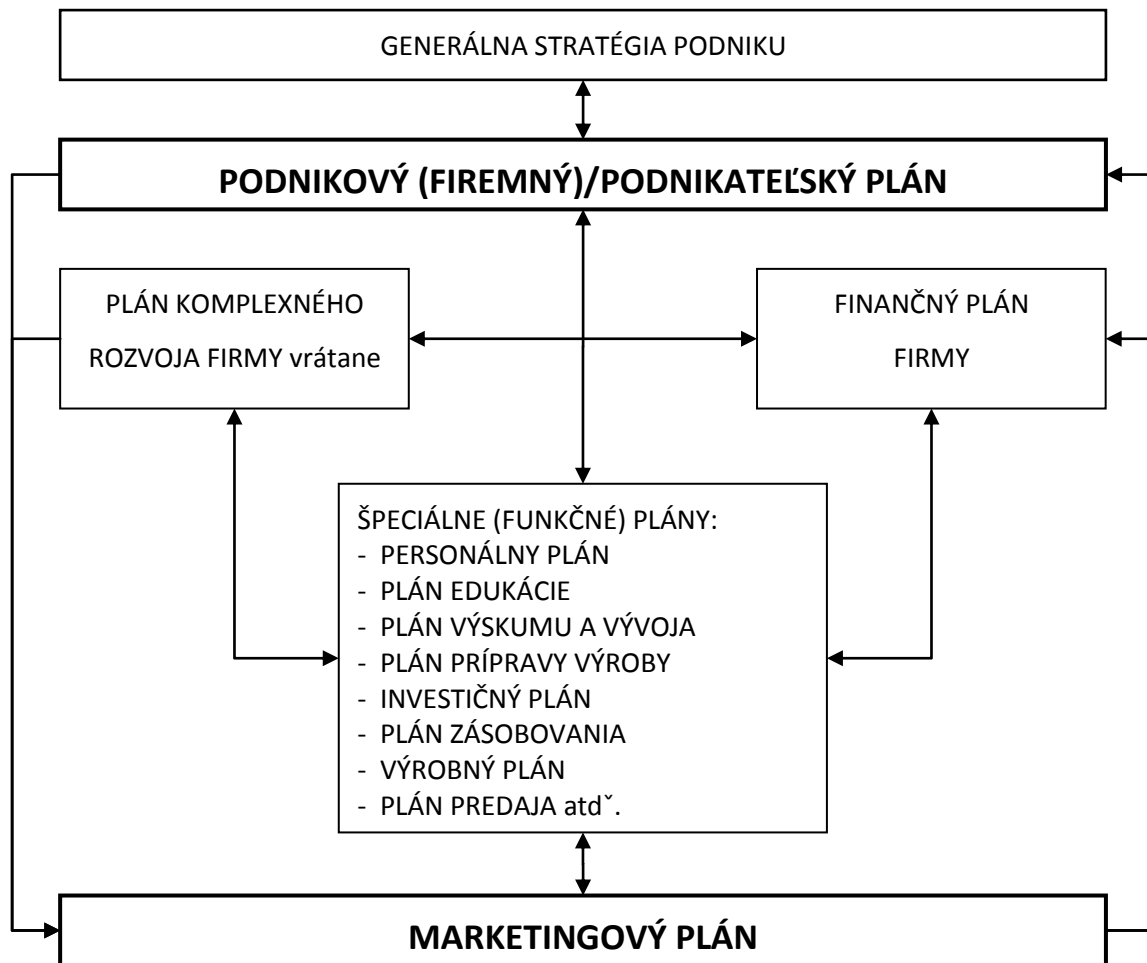 GENERÁLNA STRATÉGIA PODNIKU
PODNIKOVÝ (FIREMNÝ)/PODNIKATEĽSKÝ PLÁN
PLÁN KOMPLEXNÉHO
ROZVOJA FIRMY vrátane
FINANČNÝ PLÁN
FIRMY
ŠPECIÁLNE (FUNKČNÉ) PLÁNY:
- PERSONÁLNY PLÁN
- PLÁN EDUKÁCIE
- PLÁN VÝSKUMU A VÝVOJA
- PLÁN PRÍPRAVY VÝROBY
- INVESTIČNÝ PLÁN
- PLÁN ZÁSOBOVANIA
- VÝROBNÝ PLÁN
- PLÁN PREDAJA atdˇ.
MARKETINGOVÝ PLÁN